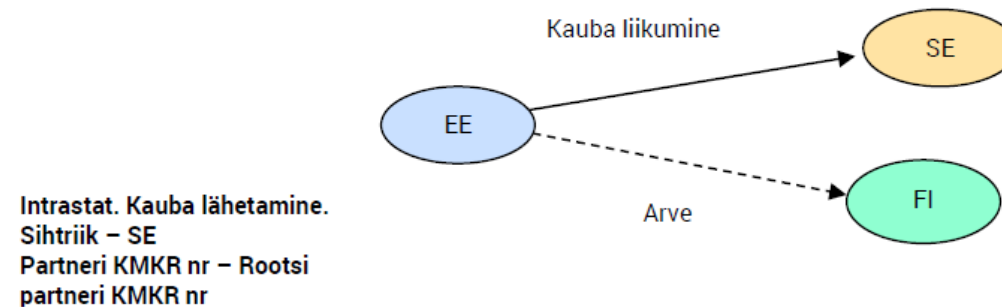 Kauba liikumine
SE
EE
FI
Arve
Intrastat. Kauba lähetamine.
Sihtriik – SE
Partneri KMKR nr – Rootsi
partneri KMKR nr